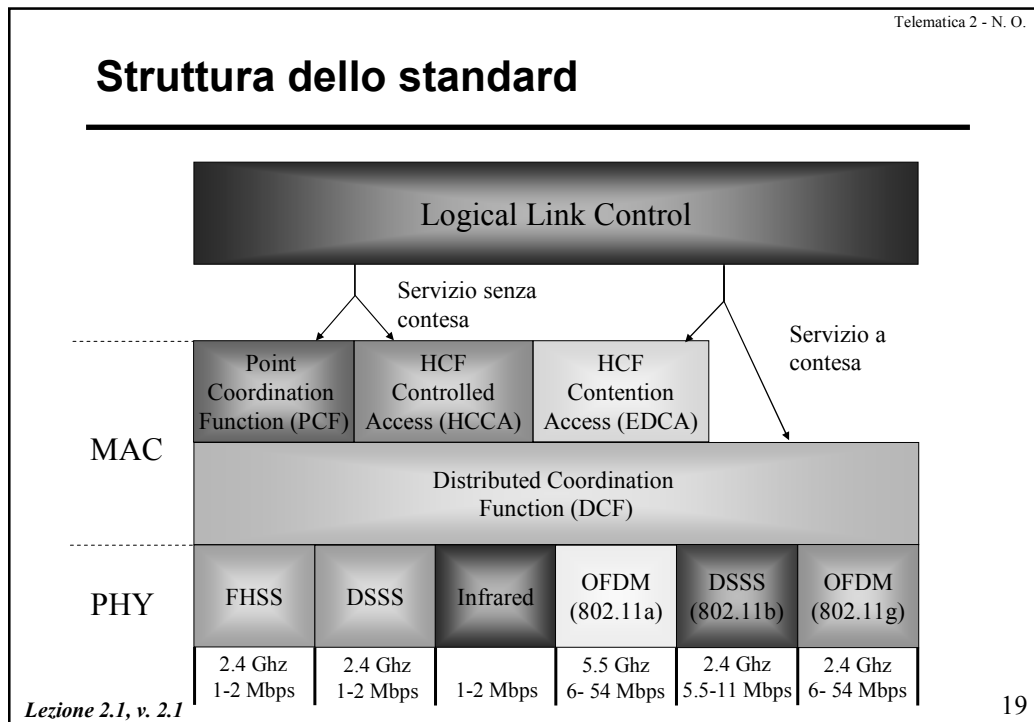 Telematica 2 - N. O.
Struttura dello standard
Logical Link Control
Servizio senza
contesa
Servizio a
contesa
Point
Coordination
Function (PCF)
HCF
Controlled
Access (HCCA)
HCF
Contention
Access (EDCA)
MAC
Distributed Coordination
Function (DCF)
PHY
FHSS
DSSS
Infrared
OFDM
(802.11a)
DSSS
(802.11b)
OFDM
(802.11g)
2.4 Ghz
1-2 Mbps
2.4 Ghz
1-2 Mbps
1-2 Mbps
5.5 Ghz
6- 54 Mbps
2.4 Ghz
5.5-11 Mbps
2.4 Ghz
6- 54 Mbps
Lezione 2.1, v. 2.1
19